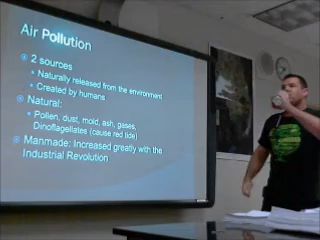 Air Pollution
2 sources
Naturally released from the environment
Created by humans
Natural:
Pollen, dust, mold, ash, gases,
Dinoflagellates (cause red tide)
Manmade: Increased greatly with the
Industrial Revolution